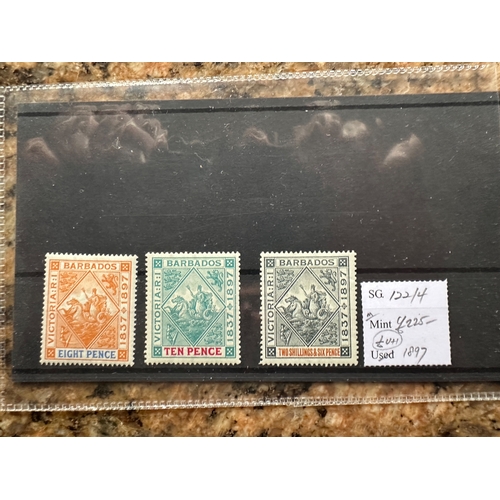 BARBADOS
VICTORIA·R·I
1837·1897
EIGHT PENCE
BARBADOS
VICTORIA·R·I
1837·1897
TEN PENCE
BARBADOS
VICTORIA·R·I
1837·1897
TWO SHILLINGS & SIX PENCE
SG. 122/4
Mint £225-
Used 1897